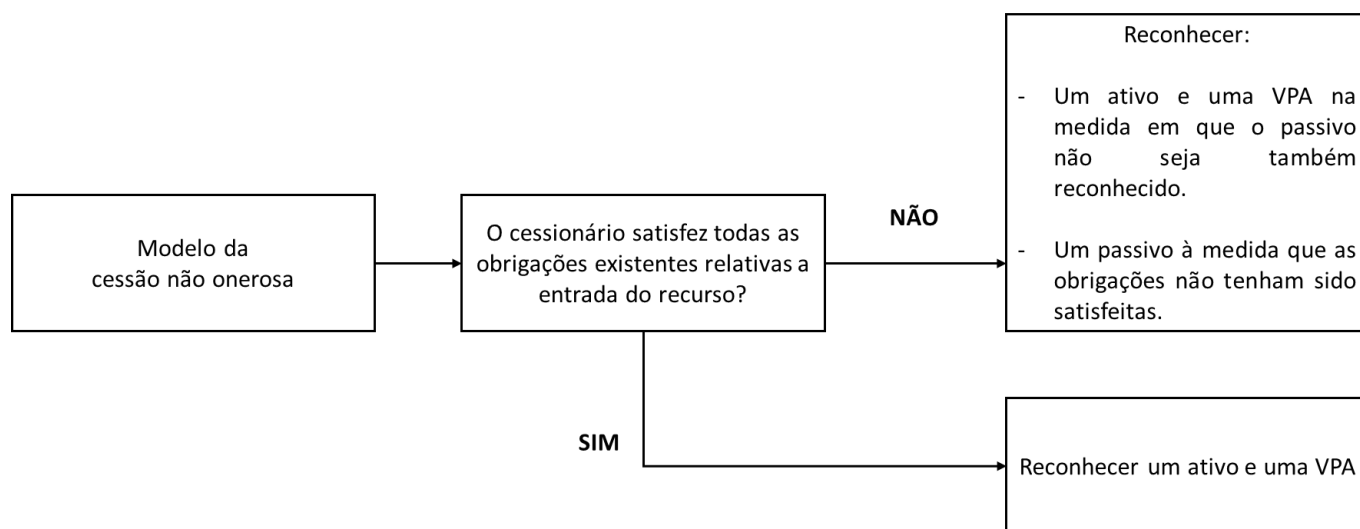 Modelo da
cessão não onerosa
O cessionário satisfez todas as
obrigações existentes relativas a
entrada do recurso?
NÃO
Reconhecer:
- Um ativo e uma VPA na
medida em que o passivo
não seja também
reconhecido.
- Um passivo à medida que as
obrigações não tenham sido
satisfeitas.
SIM
Reconhecer um ativo e uma VPA